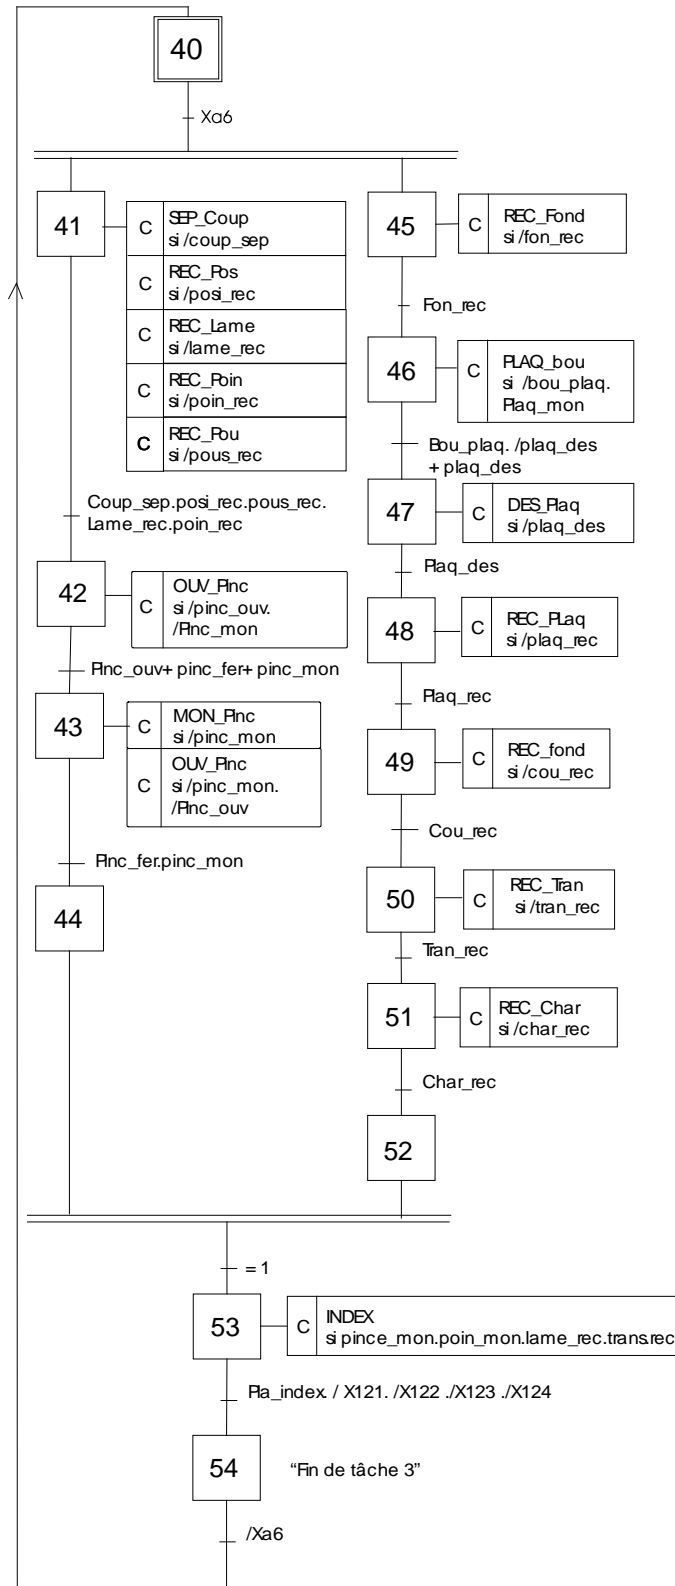 40
Xa6
41
C
SEP_Coup
si /coup_sep
C
REC_Pos
si /posi_rec
C
REC_Lame
si /lame_rec
C
REC_Poin
si /poin_rec
C
REC_Pou
si /pous_rec
Coup_sep.posi_rec.pous_rec.
Lame_rec.poin_rec
42
C
OUV_Pinc
si /pinc_ouv.
/Pinc_mon
Pinc_ouv+ pinc_fer+ pinc_mon
43
C
MON_Pinc
si /pinc_mon
C
OUV_Pinc
si /pinc_mon.
/Pinc_ouv
Pinc_fer.pinc_mon
44
45
C
REC_Fond
si /fon_rec
Fon_rec
46
C
PLAQ_bou
si /bou_plaq.
Plaq_mon
Bou_plaq. /plaq_des
+ plaq_des
47
C
DES_Plaq
si /plaq_des
Plaq_des
48
C
REC_PLaq
si /plaq_rec
Plaq_rec
49
C
REC_fond
si /cou_rec
Cou_rec
50
C
REC_Tran
si /tran_rec
Tran_rec
51
C
REC_Char
si /char_rec
Char_rec
52
= 1
53
C
INDEX
si pince_mon.poin_mon.lame_rec.trans.rec
Pla_index. / X121. /X122 ./X123 ./X124
54
“Fin de tâche 3”
/Xa6